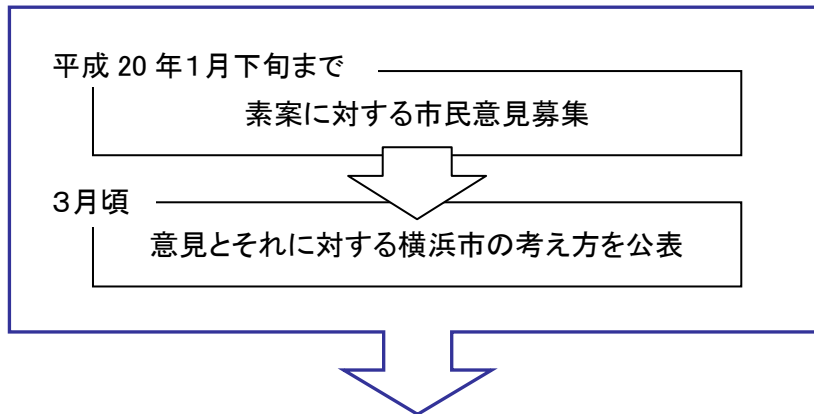 平成 20 年１月下旬まで
素案に対する市民意見募集
３月頃
意見とそれに対する横浜市の考え方を公表